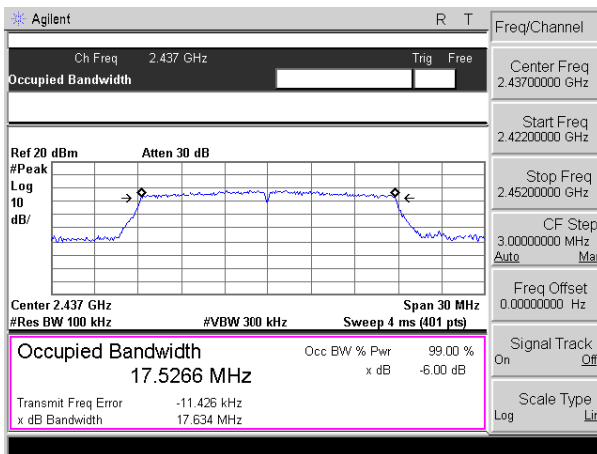 Agilent R T
Ch Freq 2.437 GHz Trig Free
Occupied Bandwidth
Ref 20 dBm Atten 30 dB
#Peak
Log
10
dB/
Center 2.437 GHz Span 30 MHz
#Res BW 100 kHz #VBW 300 kHz Sweep 4 ms (401 pts)
Occupied Bandwidth Occ BW % Pwr 99.00 %
17.5266 MHz x dB -6.00 dB
Transmit Freq Error -11.426 kHz
x dB Bandwidth 17.634 MHz
Freq/Channel
Center Freq
2.43700000 GHz
Start Freq
2.42200000 GHz
Stop Freq
2.45200000 GHz
CF Step
3.00000000 MHz
Auto Mar
Freq Offset
0.00000000 Hz
Signal Track
On Off
Scale Type
Log Lin